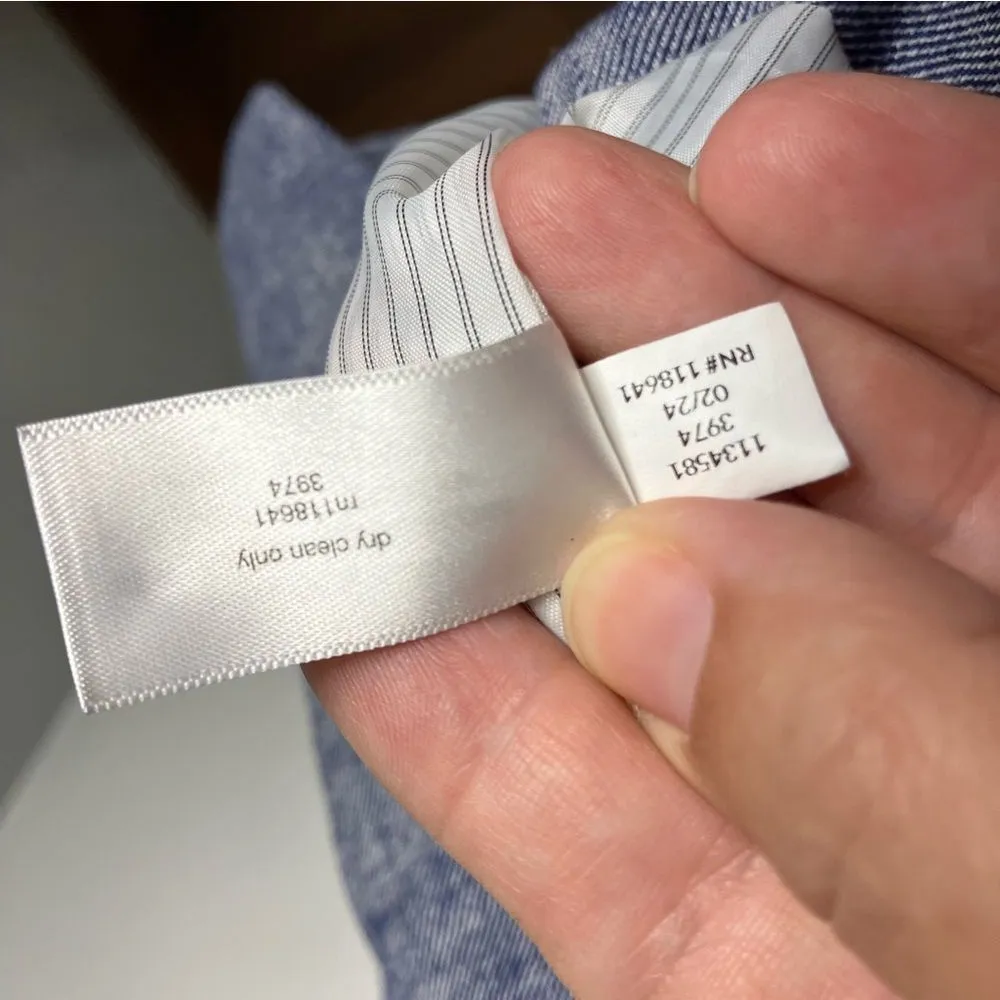 dry clean only
rn118641
3974
1134581
3974
02/24
RN# 118641